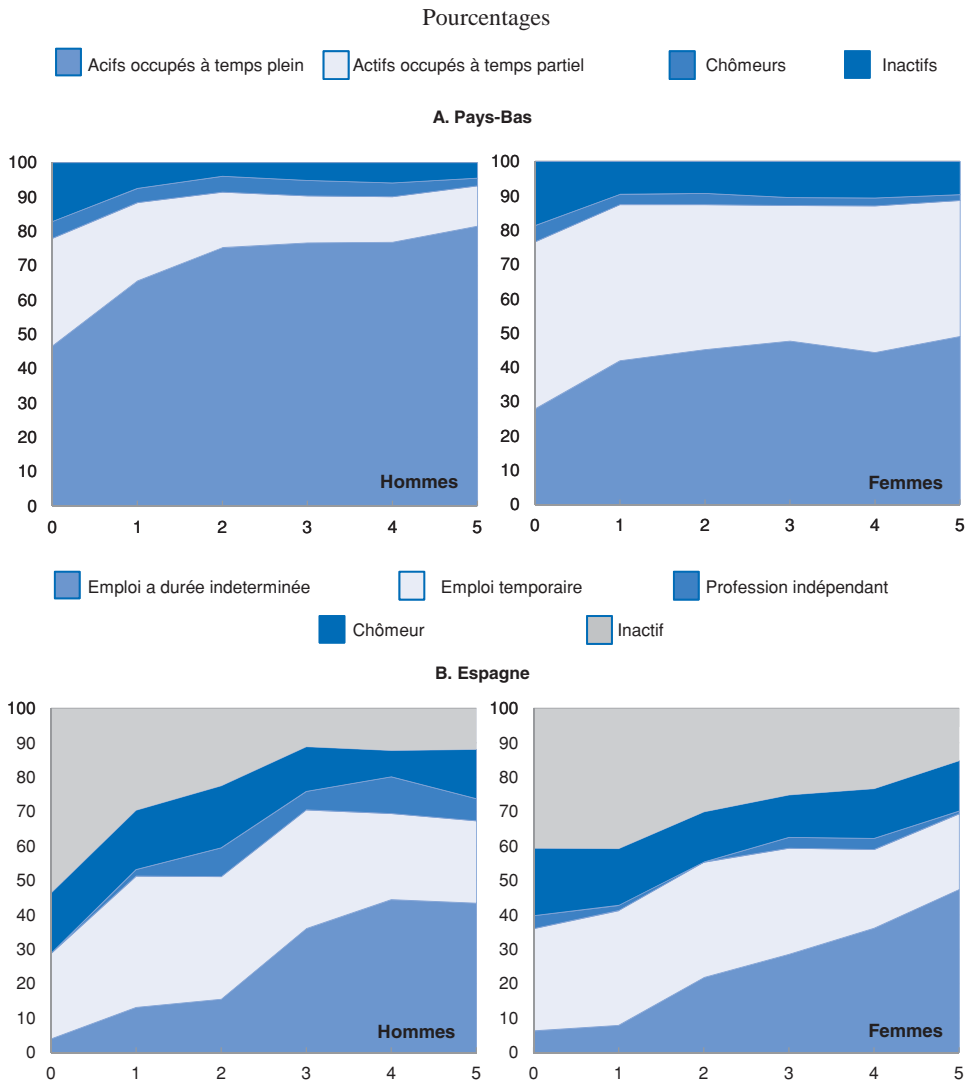 Pourcentages
Acifs occupés à temps plein Actifs occupés à temps partiel Chômeurs Inactifs
A. Pays-Bas
100 100
90 90
80 80
70 70
60 60
50 50
40 40
30 30
20 20
10 Hommes 10 Femmes
0 0
0 1 2 3 4 5 0 1 2 3 4 5
Emploi a durée indeterminée Emploi temporaire Profession indépendant
Chômeur Inactif
B. Espagne
100 100
90 90
80 80
70 70
60 60
50 50
40 40
30 30
20 20
10 Hommes 10 Femmes
0 0
0 1 2 3 4 5 0 1 2 3 4 5